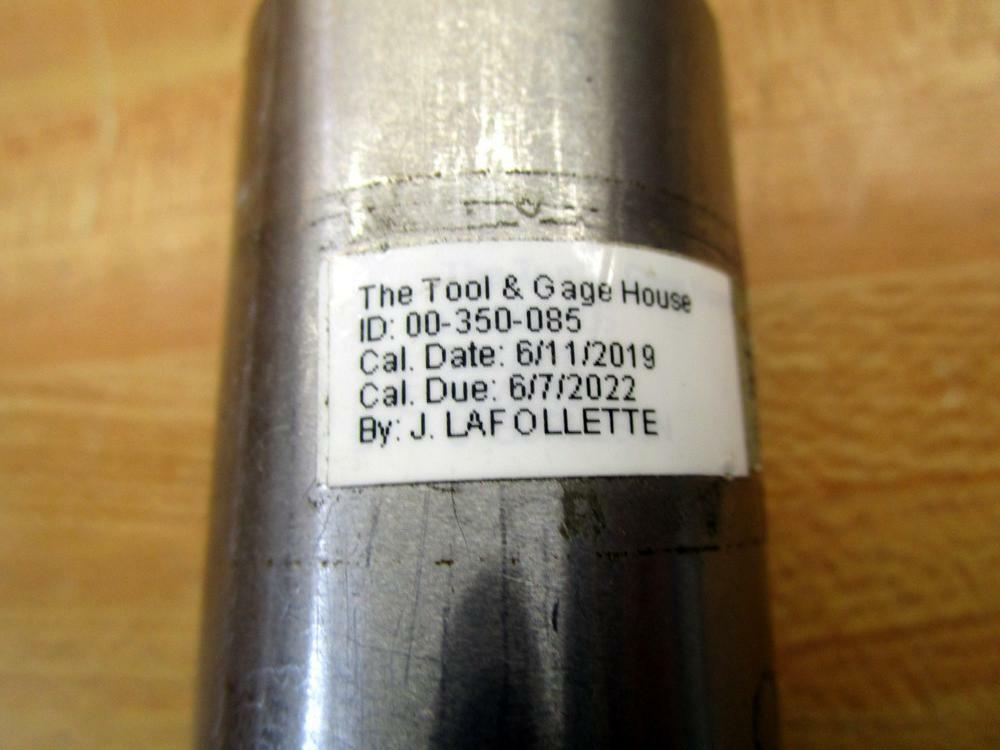 The Tool & Gage House
ID: 00-350-085
Cal. Date: 6/11/2019
Cal. Due: 6/7/2022
By: J. LAFOLLETTE